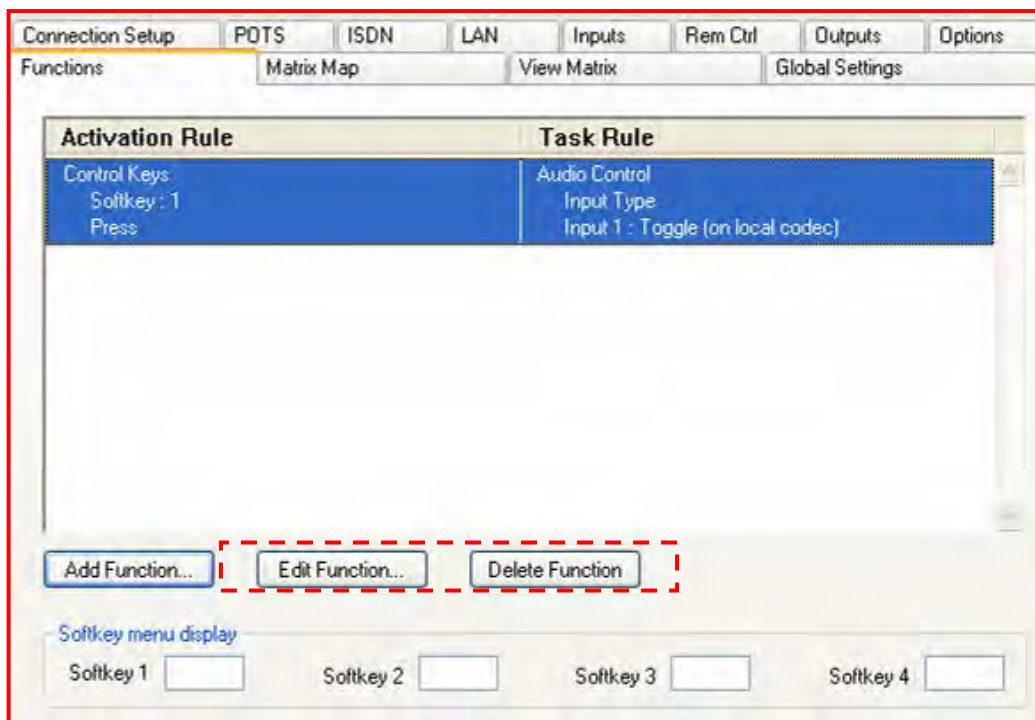 Connection Setup POTS ISDN LAN Inputs Rem Ctrl Outputs Options
Functions Matrix Map View Matrix Global Settings
Activation Rule Task Rule
Control Keys Audio Control
Softkey : 1 Input Type
Press Input 1 : Toggle (on local codec)
Add Function... Edit Function... Delete Function
Softkey menu display
Softkey 1 Softkey 2 Softkey 3 Softkey 4